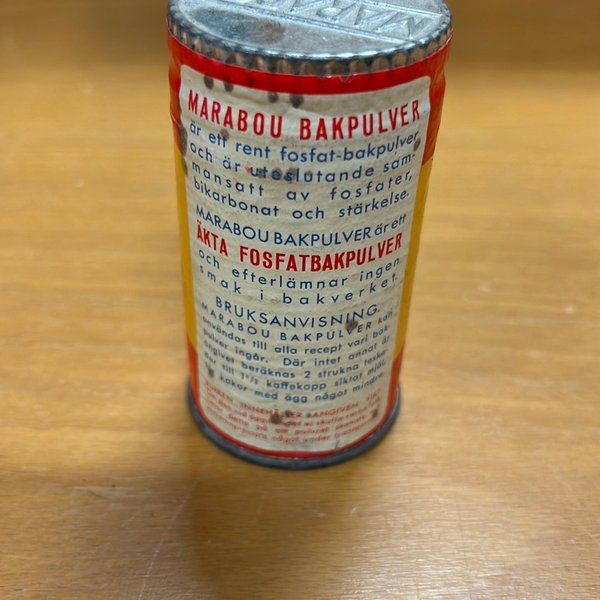 MARABOU BAKPULVER
är ett rent fosfat-bakpulver
och är uteslutande sam-
mansatt av fosfater,
bikarbonat och stärkelse.
MARABOU BAKPULVER är ett
ÄKTA FOSFATBAKPULVER
och efterlämnar ingen
smak i bakverket.
BRUKSANVISNING.
MARABOU BAKPULVER kan
användas till alla recept vari bak-
pulver ingår. Där intet annat är
angivet beräknas 2 strukna teske-
till 1½ kaffekopp siktat mjöl,
kakor med ägg något mindre.